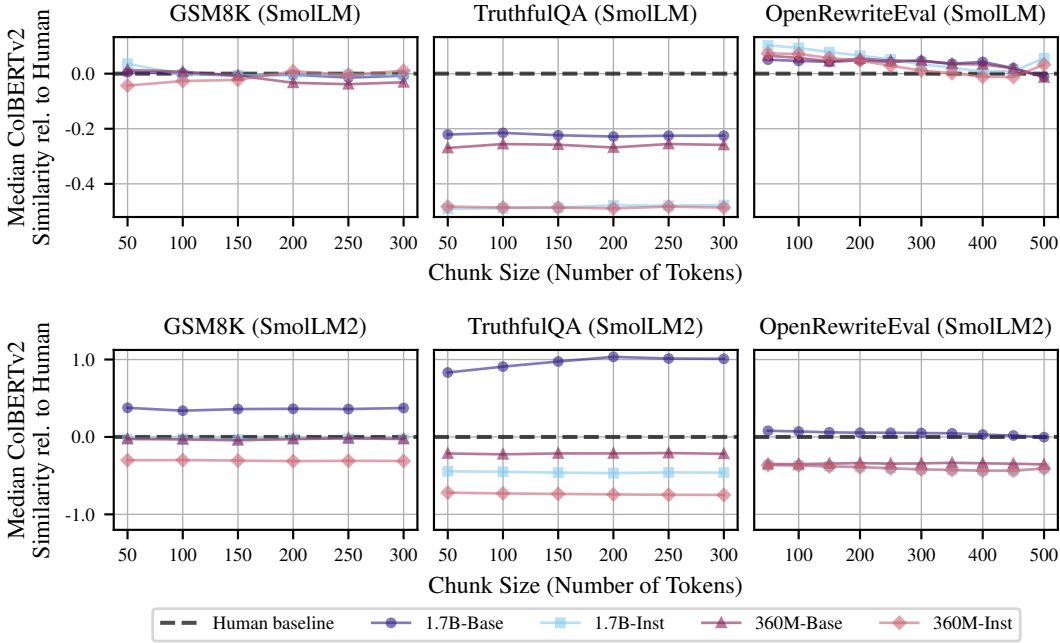 GSM8K (SmolLM)
TruthfulQA (SmolLM)
OpenRewriteEval (SmolLM)
Median ColBERTv2
Similarity rel. to Human
0.0
-0.2
-0.4
50 100 150 200 250 300
50 100 150 200 250 300
100 200 300 400 500
Chunk Size (Number of Tokens)
GSM8K (SmolLM2)
TruthfulQA (SmolLM2)
OpenRewriteEval (SmolLM2)
Median ColBERTv2
Similarity rel. to Human
1.0
0.0
-1.0
50 100 150 200 250 300
50 100 150 200 250 300
100 200 300 400 500
Chunk Size (Number of Tokens)
Human baseline 1.7B-Base 1.7B-Inst 360M-Base 360M-Inst